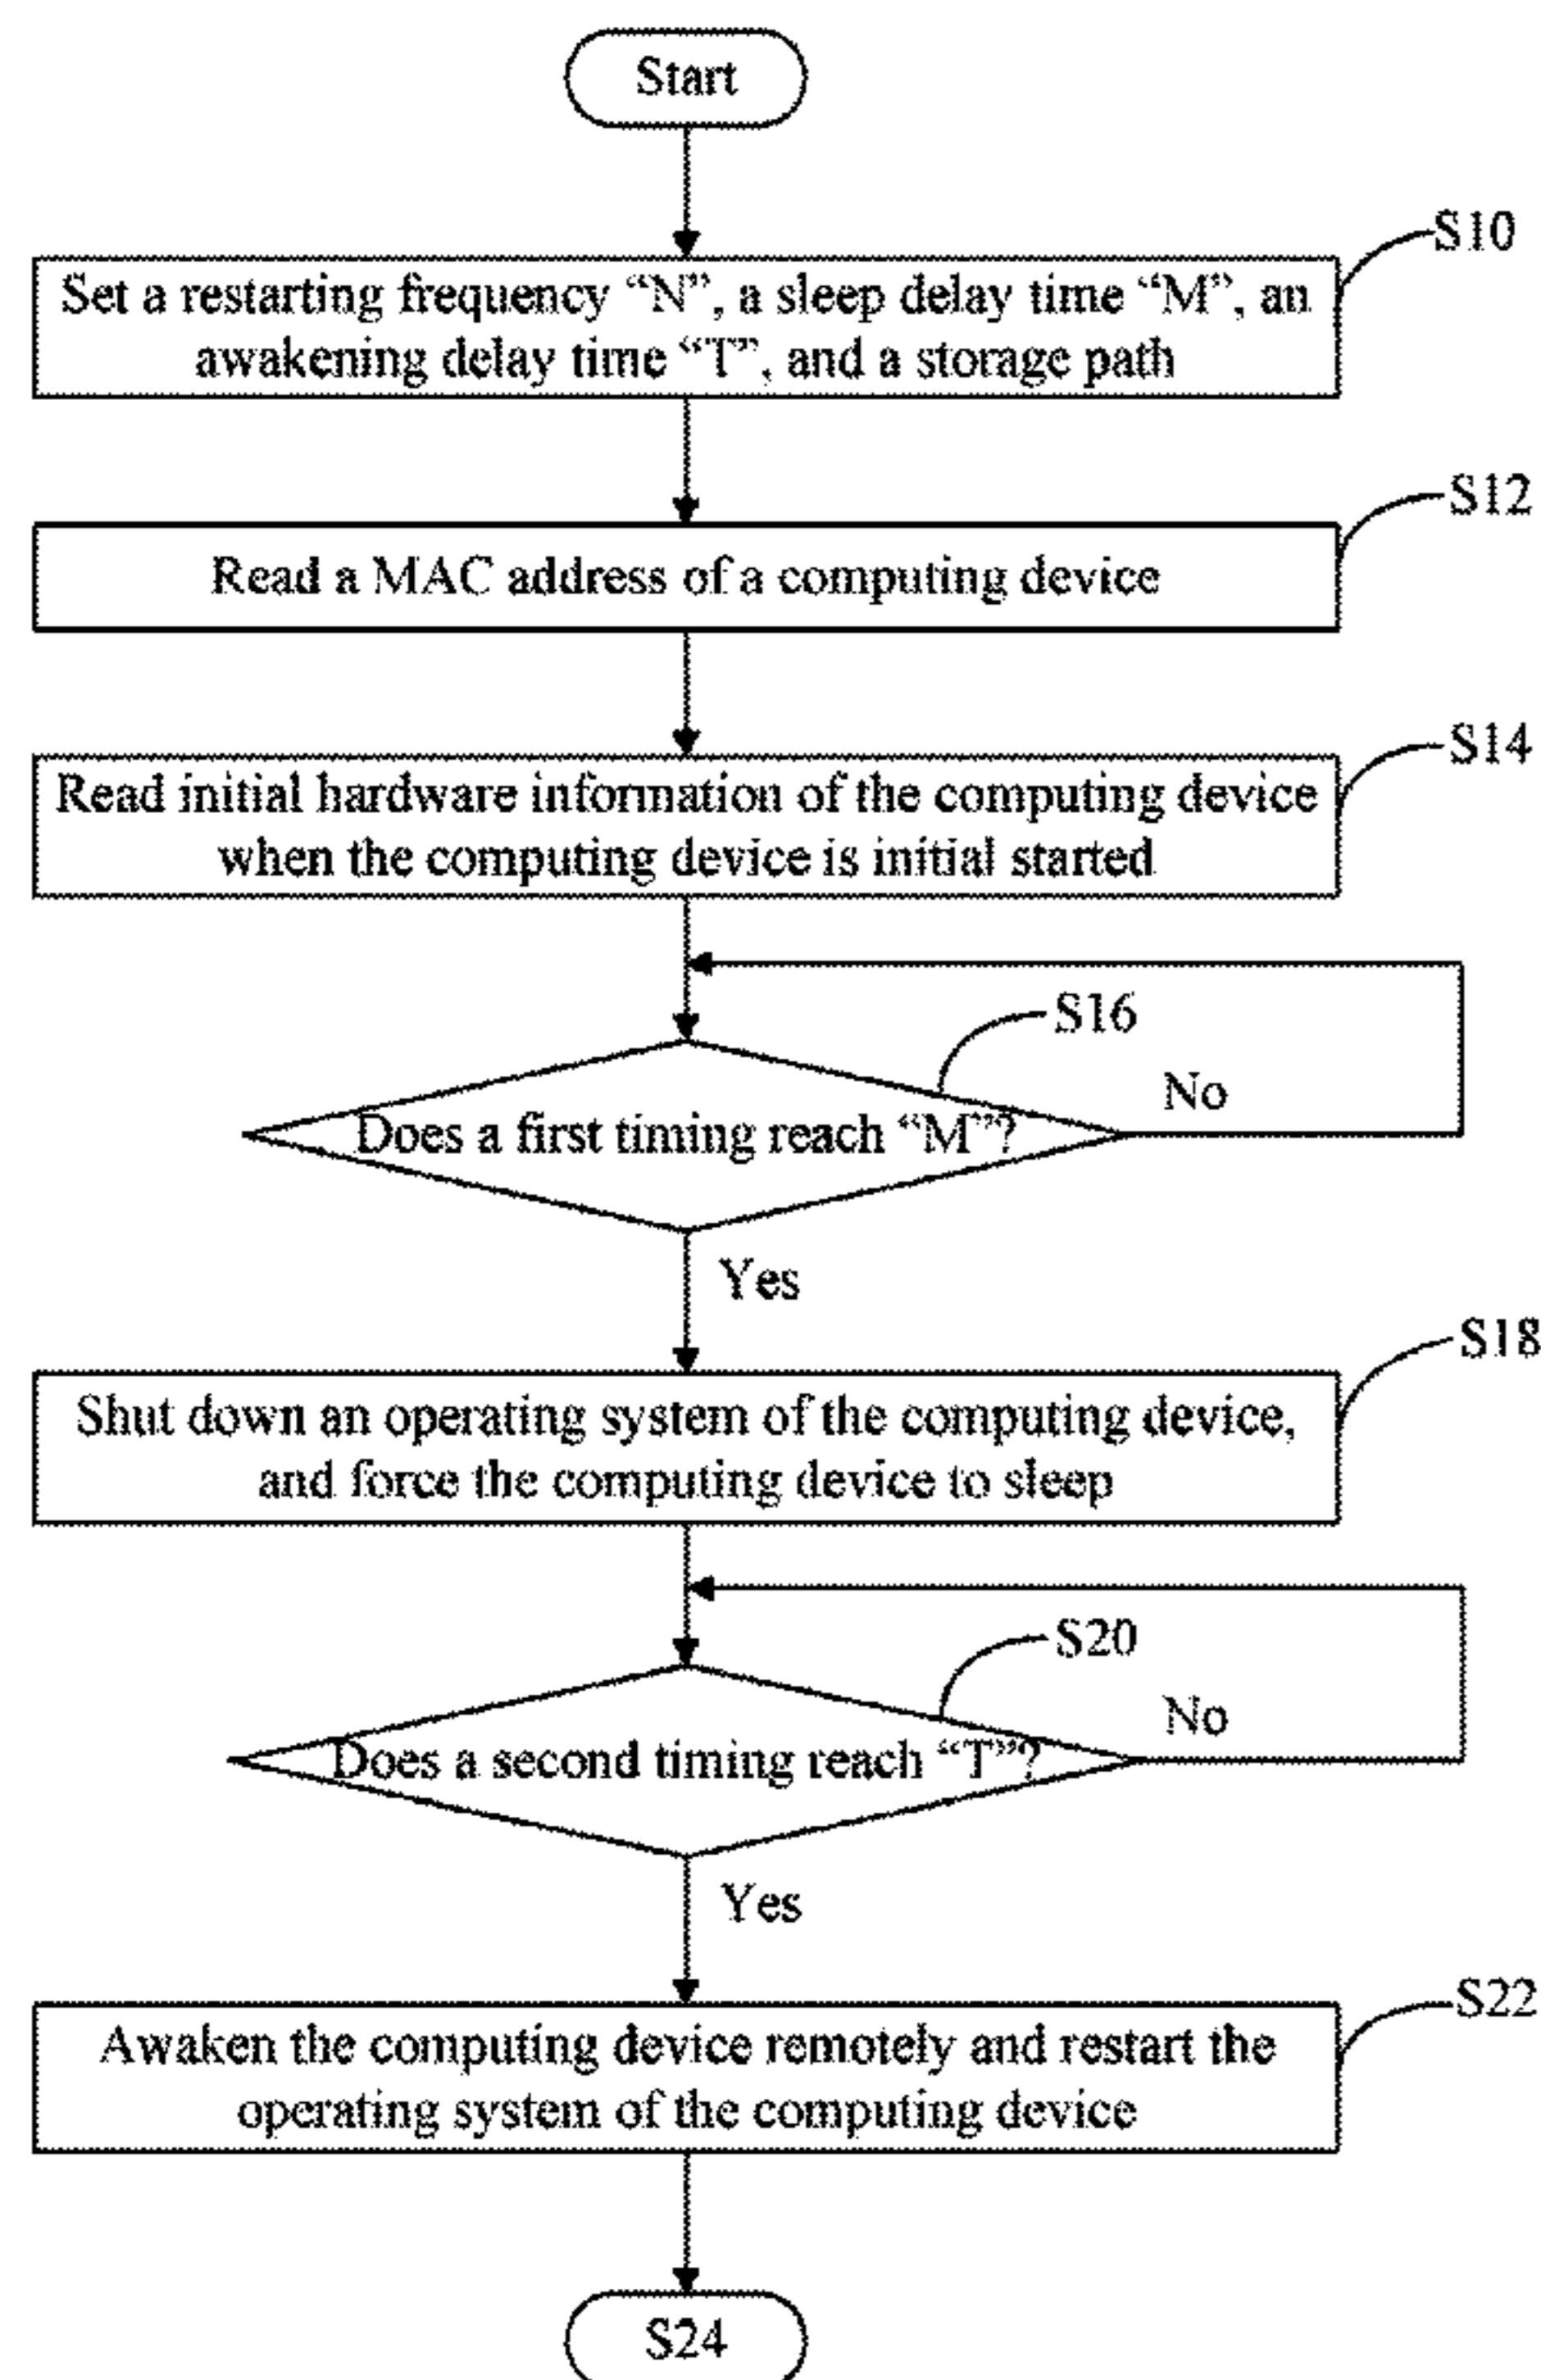 Start
S10
Set a restarting frequency “N”, a sleep delay time “M”, an
awakening delay time “T”, and a storage path
S12
Read a MAC address of a computing device
S14
Read initial hardware information of the computing device
when the computing device is initial started
S16
No
Does a first timing reach “M”?
Yes
S18
Shut down an operating system of the computing device,
and force the computing device to sleep
S20
No
Does a second timing reach “T”?
Yes
S22
Awaken the computing device remotely and restart the
operating system of the computing device
S24